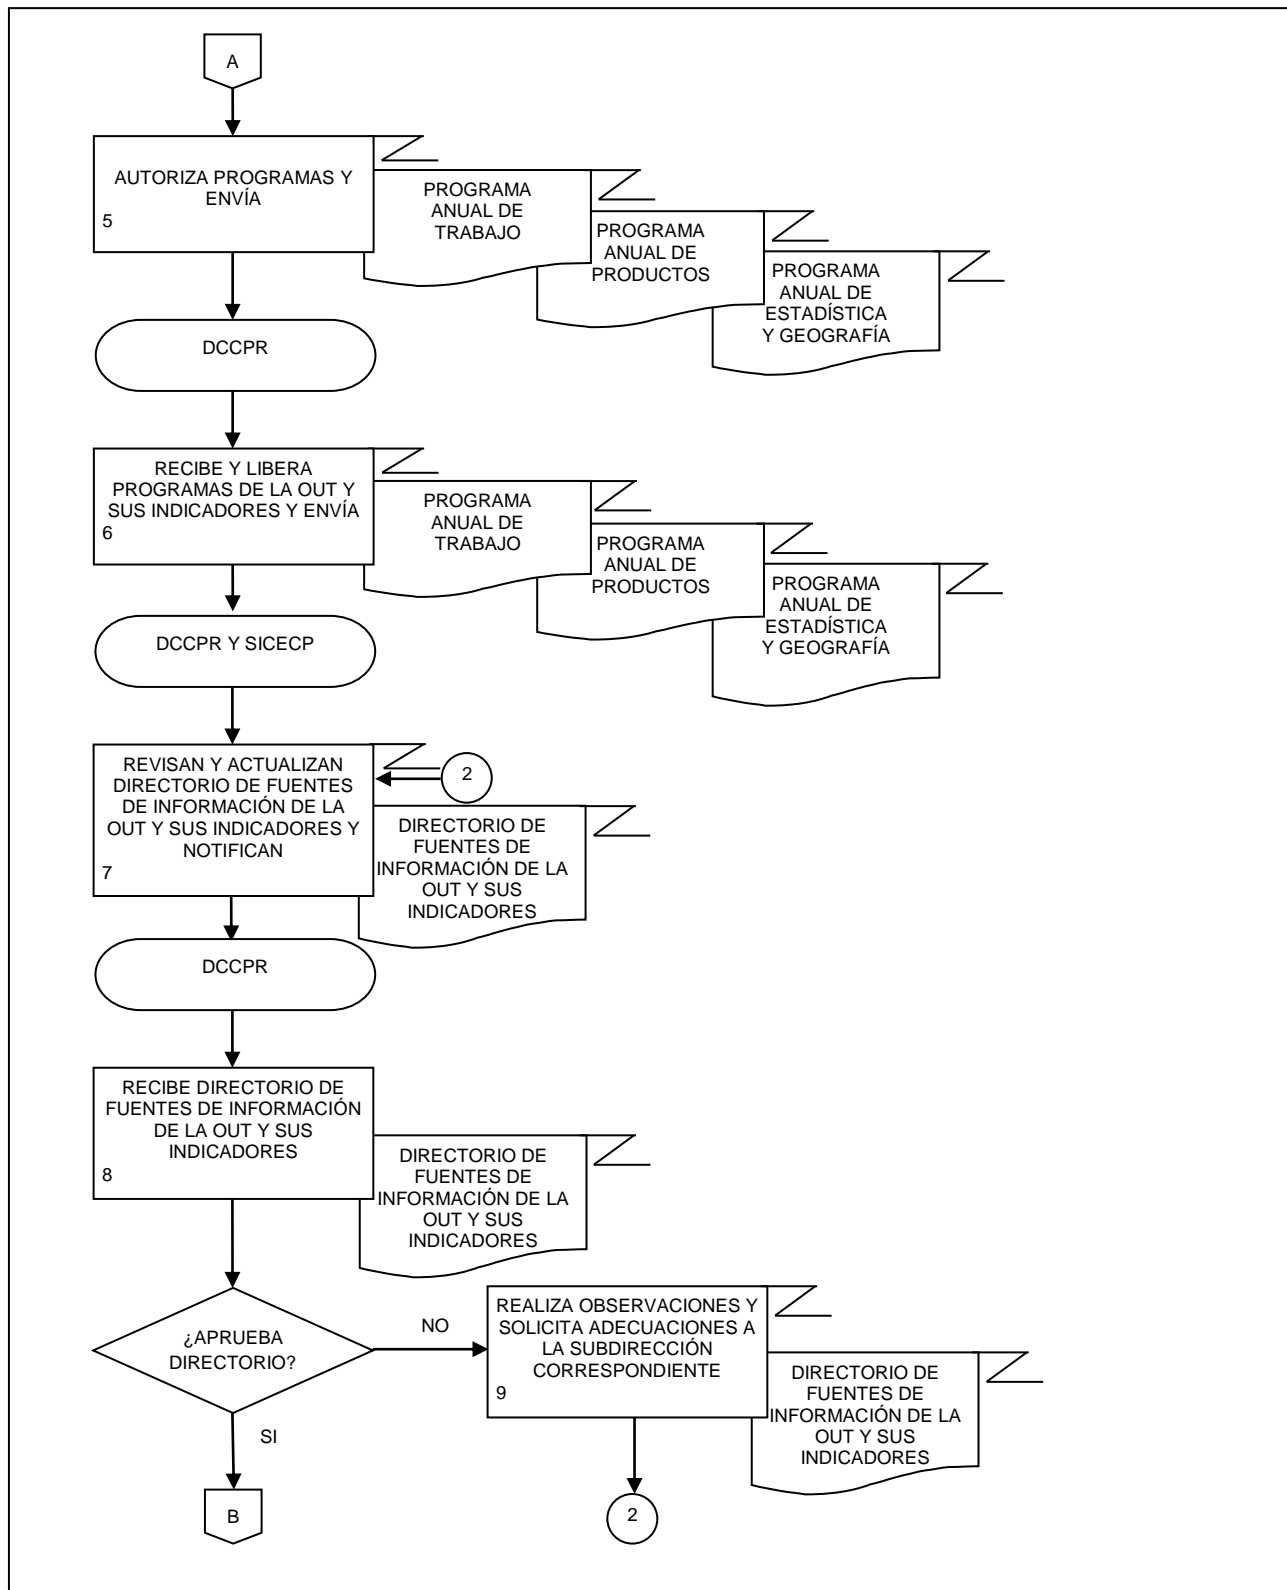 A
AUTORIZA PROGRAMAS Y
ENVÍA
5
PROGRAMA
ANUAL DE
TRABAJO
PROGRAMA
ANUAL DE
PRODUCTOS
PROGRAMA
ANUAL DE
ESTADÍSTICA
Y GEOGRAFÍA
DCCPR
RECIBE Y LIBERA
PROGRAMAS DE LA OUT Y
SUS INDICADORES Y ENVÍA
6
PROGRAMA
ANUAL DE
TRABAJO
PROGRAMA
ANUAL DE
PRODUCTOS
PROGRAMA
ANUAL DE
ESTADÍSTICA
Y GEOGRAFÍA
DCCPR Y SICECP
REVISAN Y ACTUALIZAN
DIRECTORIO DE FUENTES
DE INFORMACIÓN DE LA
OUT Y SUS INDICADORES Y
NOTIFICAN
7
2
DIRECTORIO DE
FUENTES DE
INFORMACIÓN DE LA
OUT Y SUS
INDICADORES
DCCPR
RECIBE DIRECTORIO DE
FUENTES DE INFORMACIÓN
DE LA OUT Y SUS
INDICADORES
8
DIRECTORIO DE
FUENTES DE
INFORMACIÓN DE LA
OUT Y SUS
INDICADORES
¿APRUEBA
DIRECTORIO?
NO
REALIZA OBSERVACIONES Y
SOLICITA ADECUACIONES A
LA SUBDIRECCIÓN
CORRESPONDIENTE
9
DIRECTORIO DE
FUENTES DE
INFORMACIÓN DE LA
OUT Y SUS
INDICADORES
SI
B
2